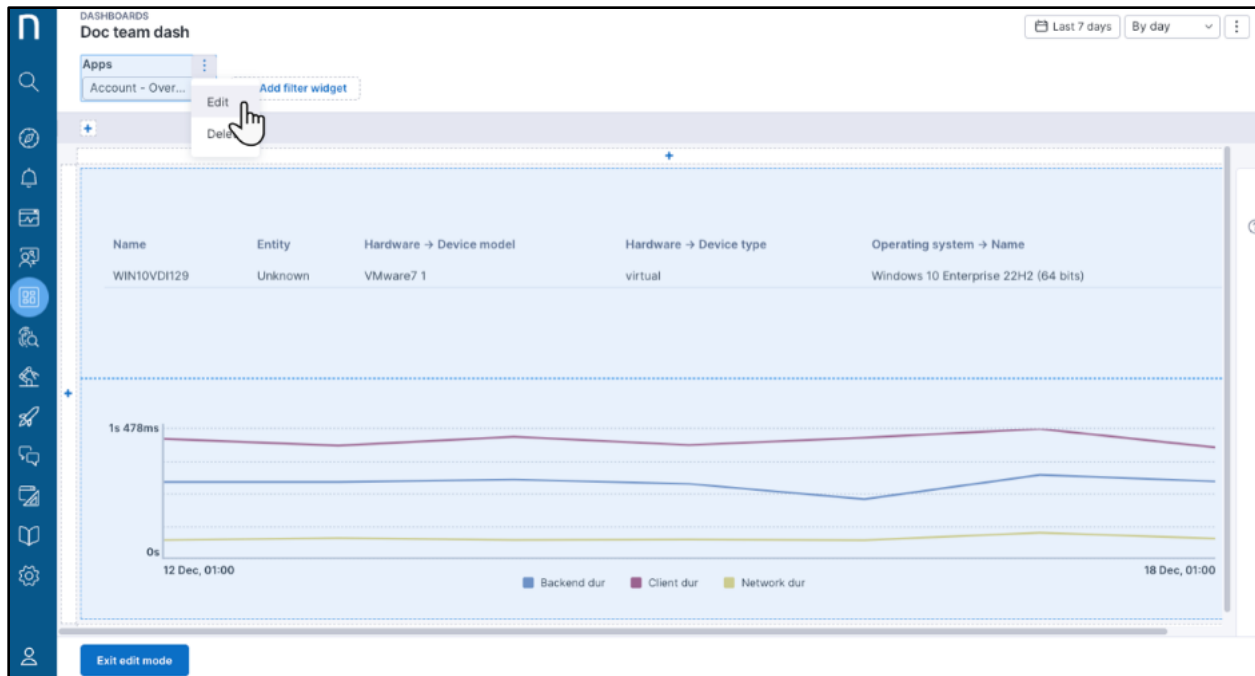 DASHBOARDS
Doc team dash
Last 7 days
By day
Apps
Account - Over...
Add filter widget
Edit
Name Entity Hardware → Device model Hardware → Device type Operating system → Name
WIN10VDI129 Unknown VMware7 1 virtual Windows 10 Enterprise 22H2 (64 bits)
1s 478ms
0s
12 Dec, 01:00 18 Dec, 01:00
Backend dur Client dur Network dur
Exit edit mode